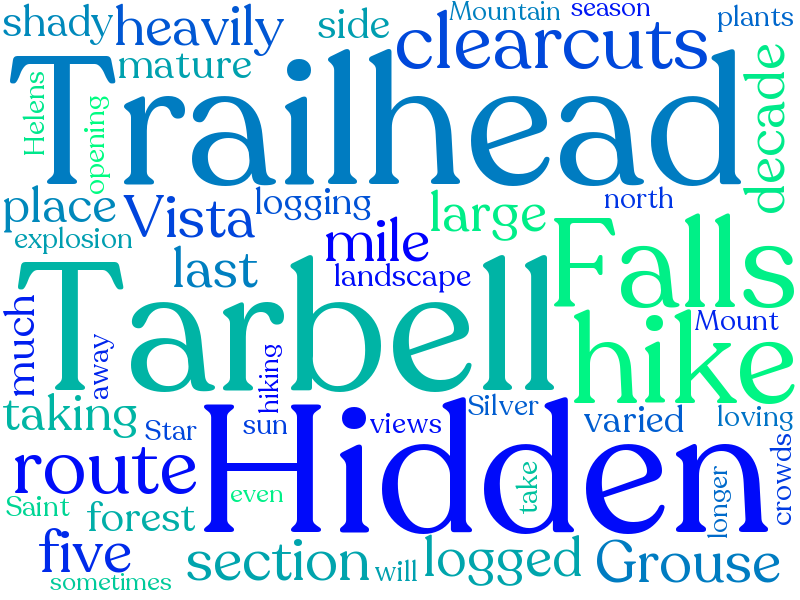 shady heavily side Mountain season plants
mature clearcuts
Helens Trailhead decade
opening
place Vista logging large north
explosion mile Falls
last landscape
Tarbell hike Mount
much away hiking
taking Star sun views Silver varied loving
route Hidden take longer crowds
Saint even
forest
five section will logged Grouse
sometimes